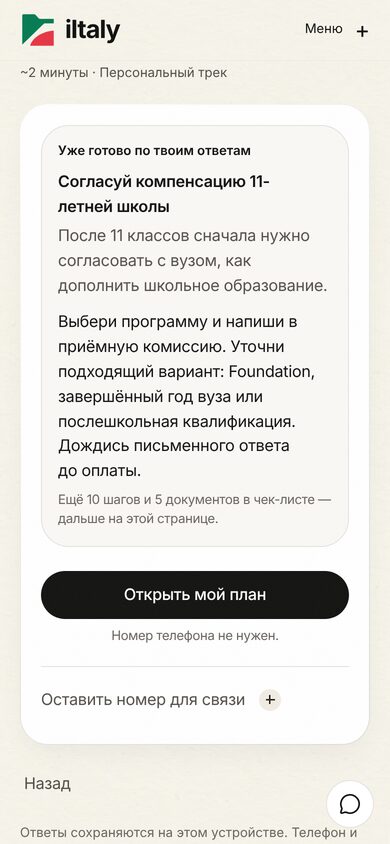 iItaly
Меню +
~2 минуты · Персональный трек
Уже готово по твоим ответам
Согласуй компенсацию 11-
летней школы
После 11 классов сначала нужно
согласовать с вузом, как
дополнить школьное образование.
Выбери программу и напиши в
приёмную комиссию. Уточни
подходящий вариант: Foundation,
завершённый год вуза или
послешкольная квалификация.
Дождись письменного ответа
до оплаты.
Ещё 10 шагов и 5 документов в чек-листе —
дальше на этой странице.
Открыть мой план
Номер телефона не нужен.
Оставить номер для связи +
Назад
Ответы сохраняются на этом устройстве. Телефон и